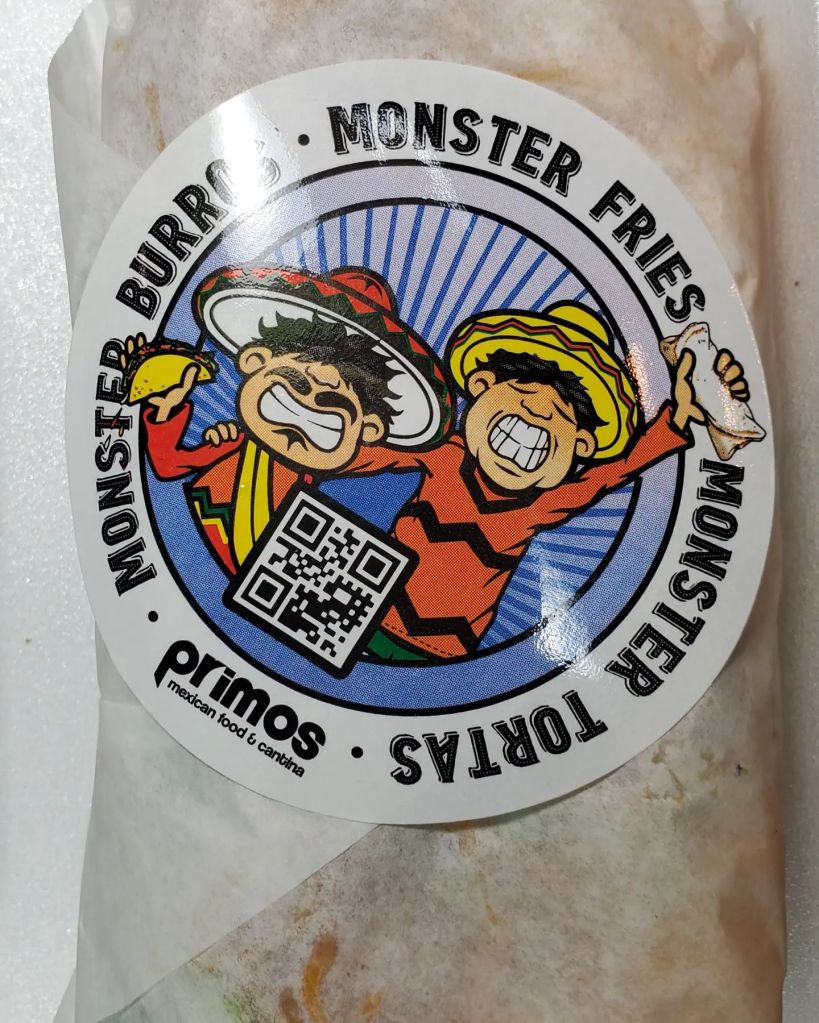 MONSTER BURROS • MONSTER FRIES
MONSTER TORTAS •
primos
mexican food & cantina